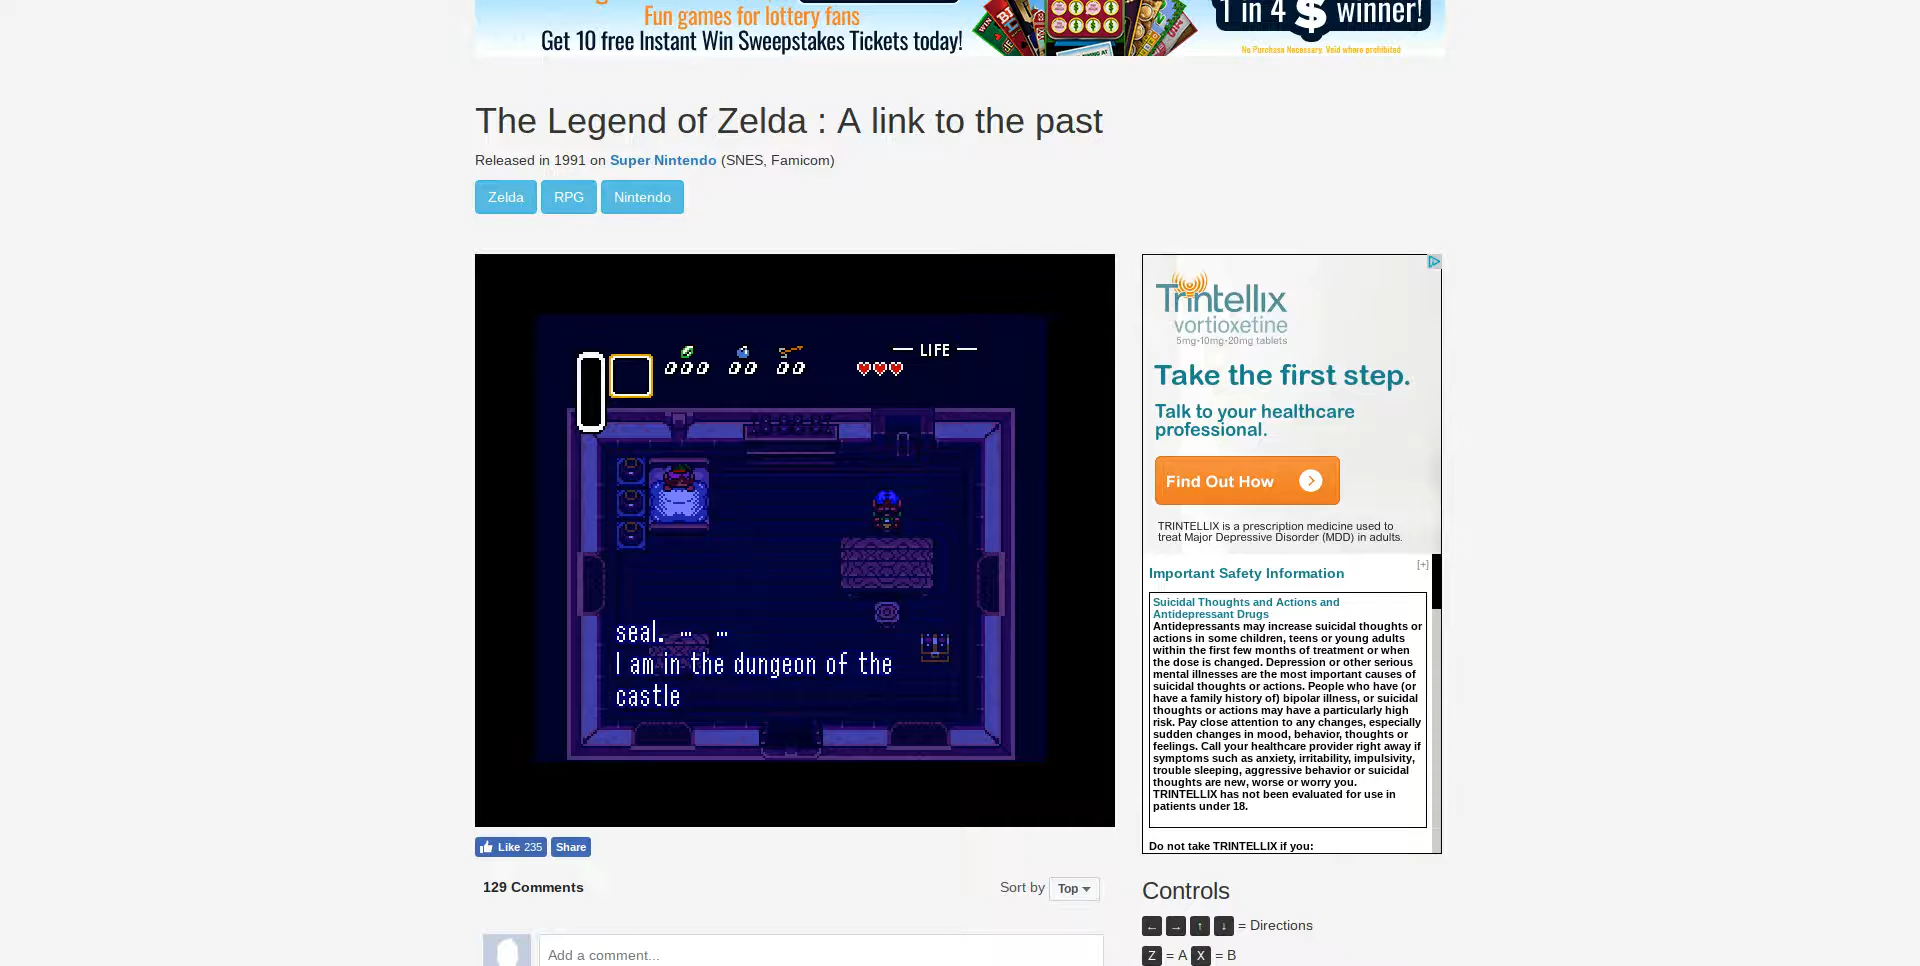 Fun games for lottery fans
Get 10 free Instant Win Sweepstakes Tickets today!
1 in 4 $ winner!
No Purchase Necessary. Void where prohibited
The Legend of Zelda : A link to the past
Released in 1991 on Super Nintendo (SNES, Famicom)
Zelda RPG Nintendo
LIFE
000 00 00
seal. … …
I am in the dungeon of the
castle
Trintellix
vortioxetine
5mg•10mg•20mg tablets
Take the first step.
Talk to your healthcare
professional.
Find Out How
TRINTELLIX is a prescription medicine used to
treat Major Depressive Disorder (MDD) in adults.
[+]
Important Safety Information
Suicidal Thoughts and Actions and
Antidepressant Drugs
Antidepressants may increase suicidal thoughts or
actions in some children, teens or young adults
within the first few months of treatment or when
the dose is changed. Depression or other serious
mental illnesses are the most important causes of
suicidal thoughts or actions. People who have (or
have a family history of) bipolar illness, or suicidal
thoughts or actions may have a particularly high
risk. Pay close attention to any changes, especially
sudden changes in mood, behavior, thoughts or
feelings. Call your healthcare provider right away if
symptoms such as anxiety, irritability, impulsivity,
trouble sleeping, aggressive behavior or suicidal
thoughts are new, worse or worry you.
TRINTELLIX has not been evaluated for use in
patients under 18.
Do not take TRINTELLIX if you:
Like 235 Share
129 Comments
Sort by Top
Add a comment...
Controls
← → ↑ ↓ = Directions
Z = A X = B